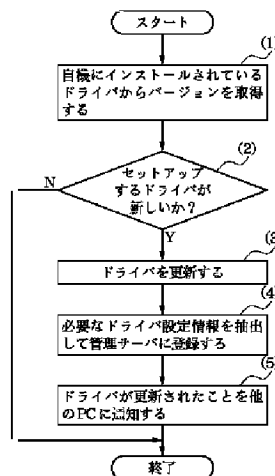 スタート
(1)
自機にインストールされている
ドライバからバージョンを取得
する
(2)
セットアップ
するドライバが
新しいか?
N
Y
(3)
ドライバを更新する
(4)
必要なドライバ設定情報を抽出
して管理サーバに登録する
(5)
ドライバが更新されたことを他
のPCに通知する
終了